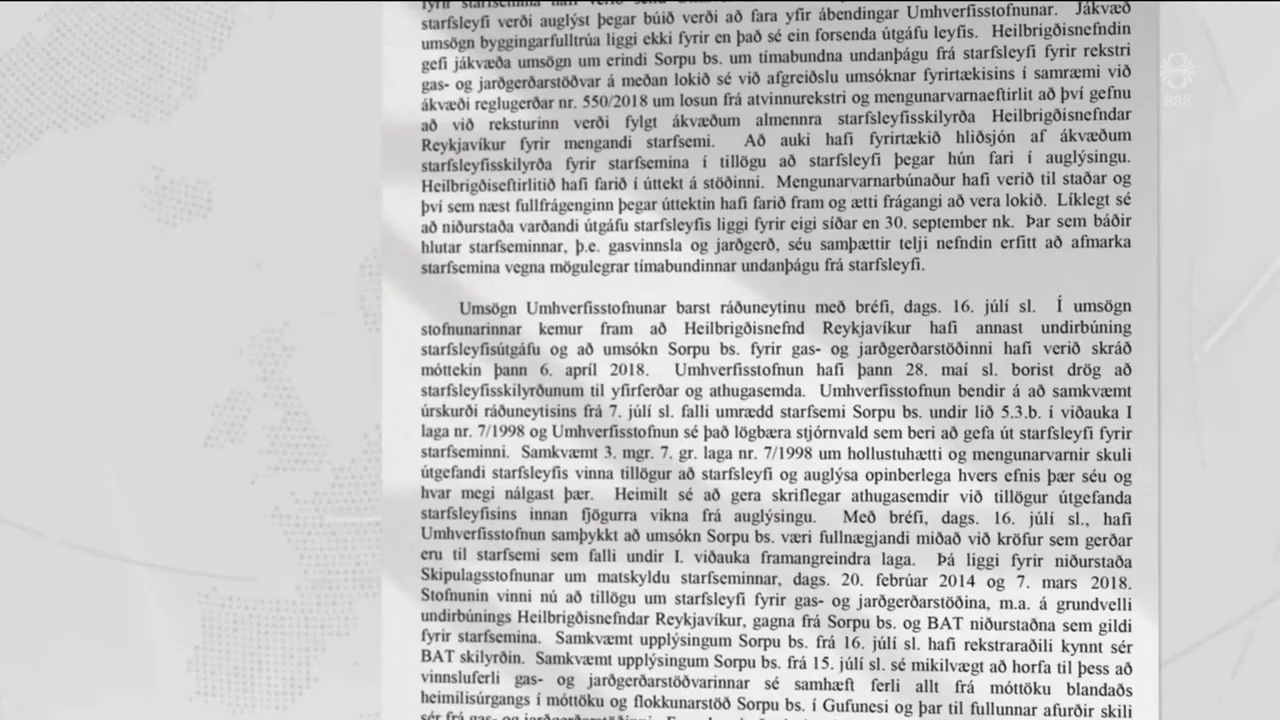 fyrir starfsemina hafi verið send
starfsleyfi verði auglýst þegar búið verði að fara yfir ábendingar Umhverfisstofnunar. Jákvæð
umsögn byggingarfulltrúa liggi ekki fyrir en það sé ein forsenda útgáfu leyfis. Heilbrigðisnefndin
gefi jákvæða umsögn um erindi Sorpu bs. um tímabundna undanþágu frá starfsleyfi fyrir rekstri
gas- og jarðgerðarstöðvar á meðan lokið sé við afgreiðslu umsóknar fyrirtækisins í samræmi við
ákvæði reglugerðar nr. 550/2018 um losun frá atvinnurekstri og mengunarvarnaeftirlit að því gefnu
að við reksturinn verði fylgt ákvæðum almennra starfsleyfisskilyrða Heilbrigðisnefndar
Reykjavíkur fyrir mengandi starfsemi. Að auki hafi fyrirtækið hliðsjón af ákvæðum
starfsleyfisskilyrða fyrir starfsemina í tillögu að starfsleyfi þegar hún fari í auglýsingu.
Heilbrigðiseftirlitið hafi farið í úttekt á stöðinni. Mengunarvarnarbúnaður hafi verið til staðar og
því sem næst fullfrágenginn þegar úttektin hafi farið fram og ætti frágangi að vera lokið. Líklegt sé
að niðurstaða varðandi útgáfu starfsleyfis liggi fyrir eigi síðar en 30. september nk. Þar sem báðir
hlutar starfseminnar, þ.e. gasvinnsla og jarðgerð, séu samþættir telji nefndin erfitt að afmarka
starfsemina vegna mögulegrar tímabundinnar undanþágu frá starfsleyfi.
Umsögn Umhverfisstofnunar barst ráðuneytinu með bréfi, dags. 16. júlí sl. Í umsögn
stofnunarinnar kemur fram að Heilbrigðisnefnd Reykjavíkur hafi annast undirbúning
starfsleyfisútgáfu og að umsókn Sorpu bs. fyrir gas- og jarðgerðarstöðinni hafi verið skráð
móttekin þann 6. apríl 2018. Umhverfisstofnun hafi þann 28. maí sl. borist drög að
starfsleyfisskilyrðunum til yfirferðar og athugasemda. Umhverfisstofnun bendir á að samkvæmt
úrskurði ráðuneytisins frá 7. júlí sl. falli umrædd starfsemi Sorpu bs. undir lið 5.3.b. í viðauka I
laga nr. 7/1998 og Umhverfisstofnun sé það lögbæra stjórnvald sem beri að gefa út starfsleyfi fyrir
starfseminni. Samkvæmt 3. mgr. 7. gr. laga nr. 7/1998 um hollustuhætti og mengunarvarnir skuli
útgefandi starfsleyfis vinna tillögur að starfsleyfi og auglýsa opinberlega hvers efnis þær séu og
hvar megi nálgast þær. Heimilt sé að gera skriflegar athugasemdir við tillögur útgefanda
starfsleyfisins innan fjögurra vikna frá auglýsingu. Með bréfi, dags. 16. júlí sl., hafi
Umhverfisstofnun samþykkt að umsókn Sorpu bs. væri fullnægjandi miðað við kröfur sem gerðar
eru til starfsemi sem falli undir I. viðauka framangreindra laga. Þá liggi fyrir niðurstaða
Skipulagsstofnunar um matskyldu starfseminnar, dags. 20. febrúar 2014 og 7. mars 2018.
Stofnunin vinni nú að tillögu um starfsleyfi fyrir gas- og jarðgerðarstöðina, m.a. á grundvelli
undirbúnings Heilbrigðisnefndar Reykjavíkur, gagna frá Sorpu bs. og BAT niðurstaðna sem gildi
fyrir starfsemina. Samkvæmt upplýsingum Sorpu bs. frá 16. júlí sl. hafi rekstraraðili kynnt sér
BAT skilyrðin. Samkvæmt upplýsingum Sorpu bs. frá 15. júlí sl. sé mikilvægt að horfa til þess að
vinnsluferli gas- og jarðgerðarstöðvarinnar sé samhæft ferli allt frá móttöku blandaðs
heimilisúrgangs í móttöku og flokkunarstöð Sorpu bs. í Gufunesi og þar til fullunnar afurðir skili
sér frá gas- og jarðgerðarstöðinni.
888